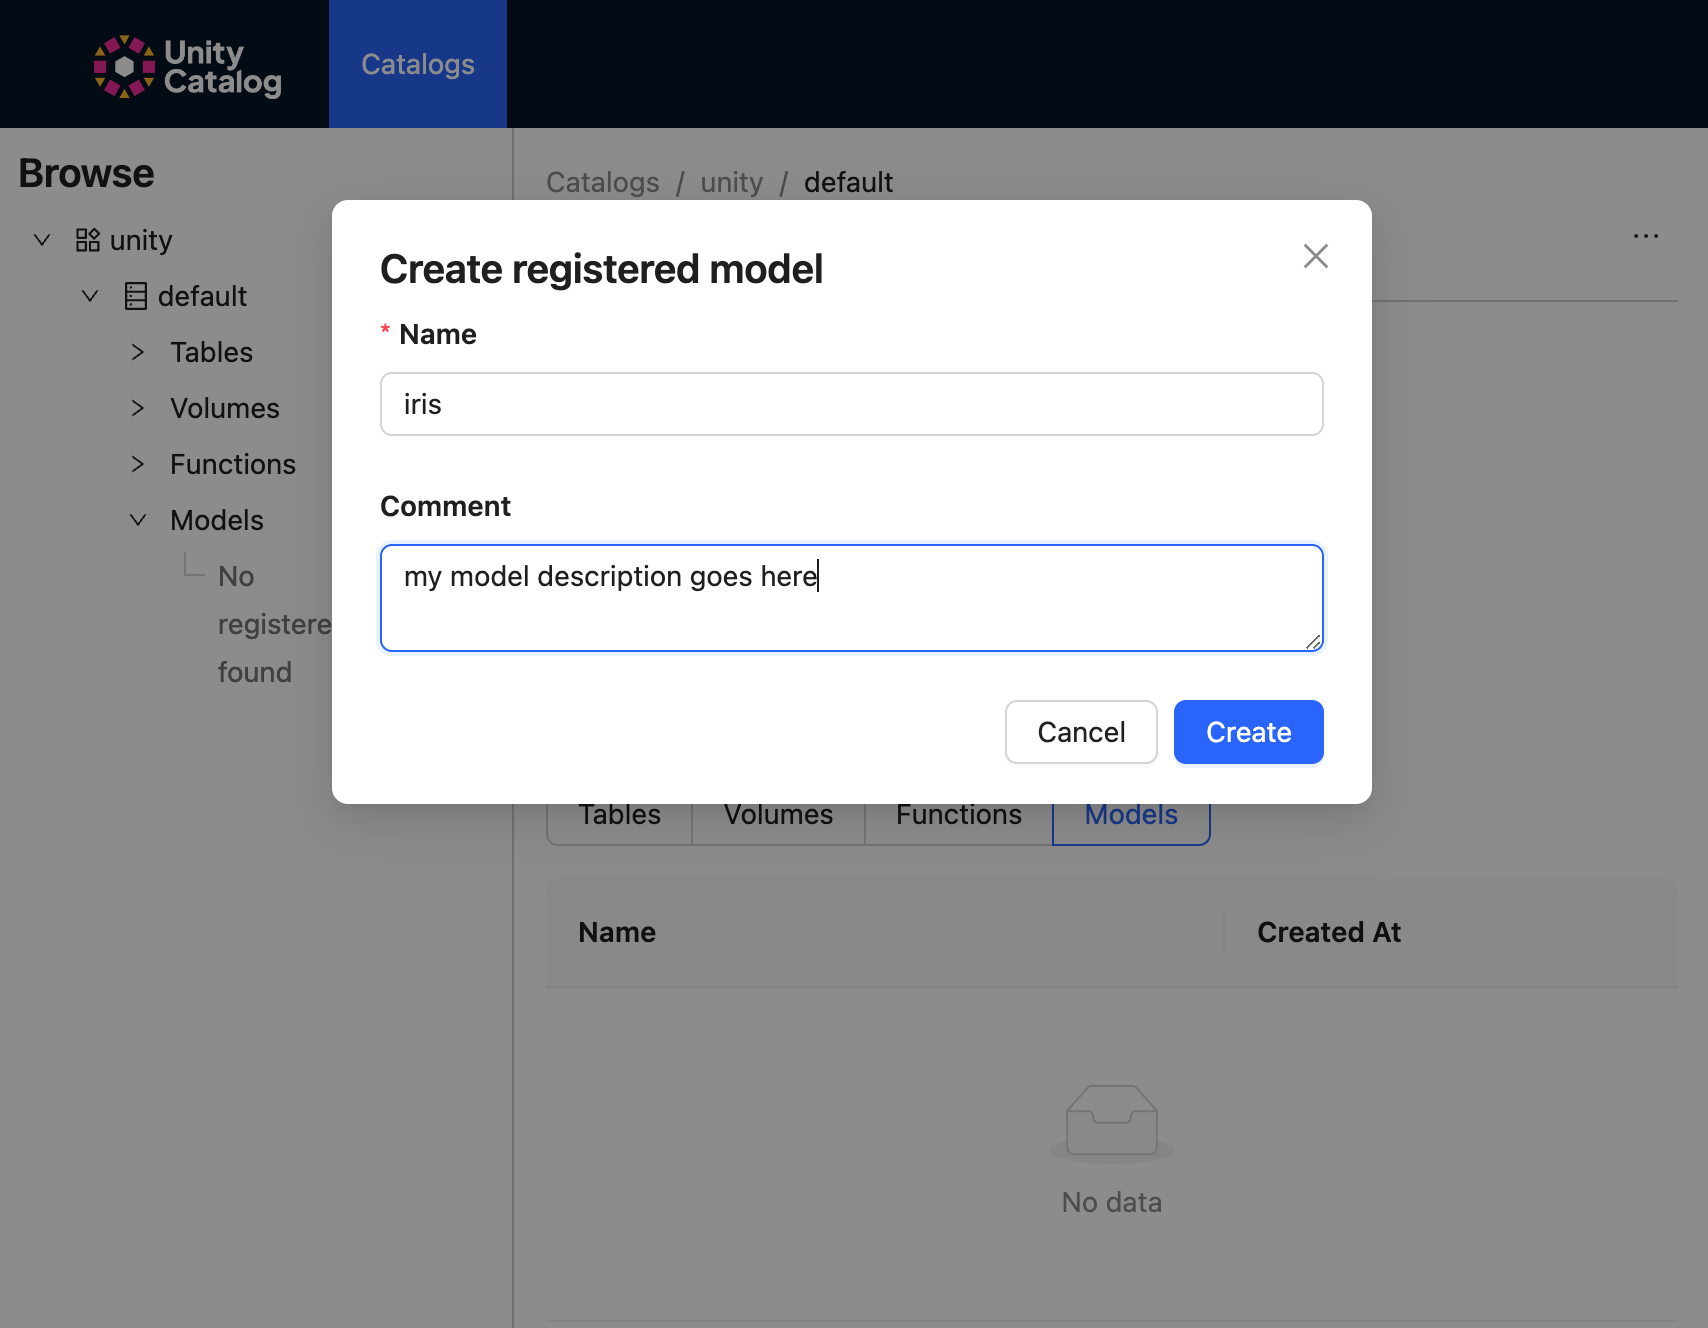 Unity
Catalog
Catalogs
Browse
unity
default
Tables
Volumes
Functions
Models
No
registere
found
Catalogs / unity / default
...
Create registered model
* Name
iris
Comment
my model description goes here
Cancel
Create
Tables
Volumes
Functions
Models
Name
Created At
No data